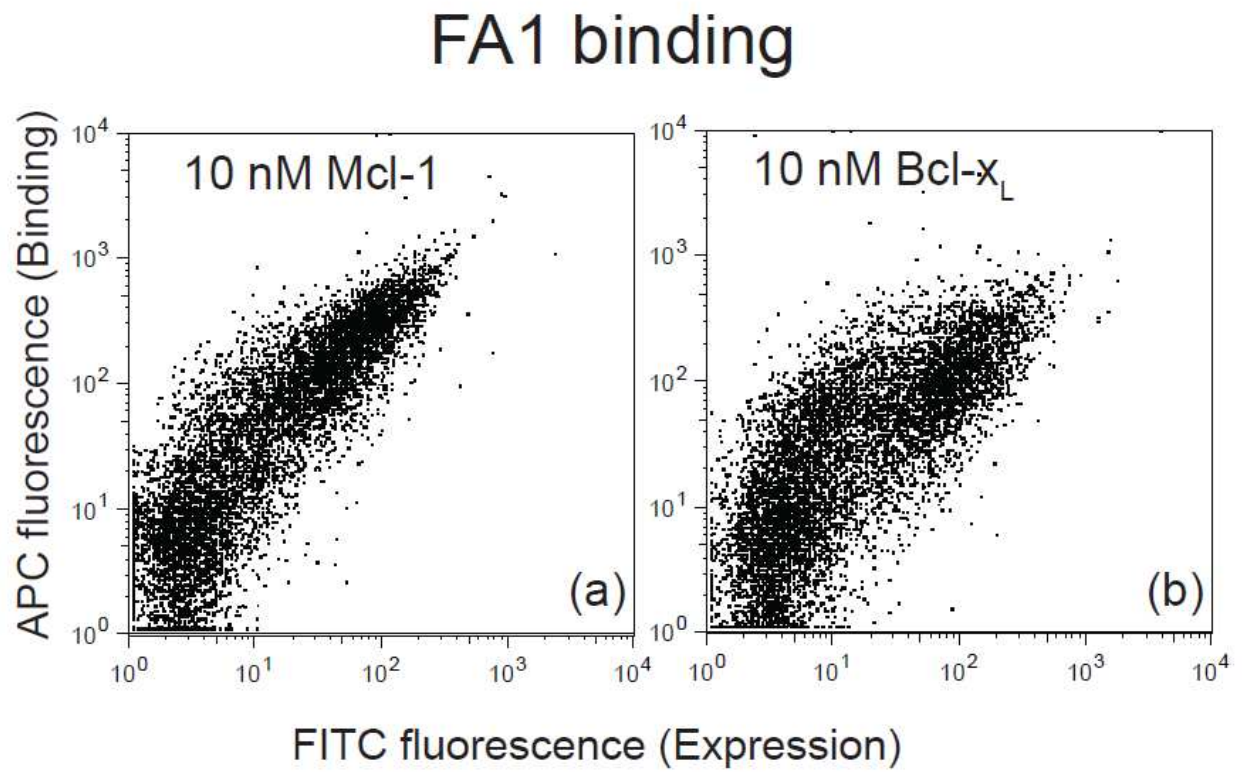 FA1 binding
APC fluorescence (Binding)
10 nM Mcl-1
10⁴
10³
10²
10¹
10⁰
(a)
10⁰ 10¹ 10² 10³ 10⁴
10 nM Bcl-x_L
10⁴
10³
10²
10¹
10⁰
(b)
10⁰ 10¹ 10² 10³ 10⁴
FITC fluorescence (Expression)